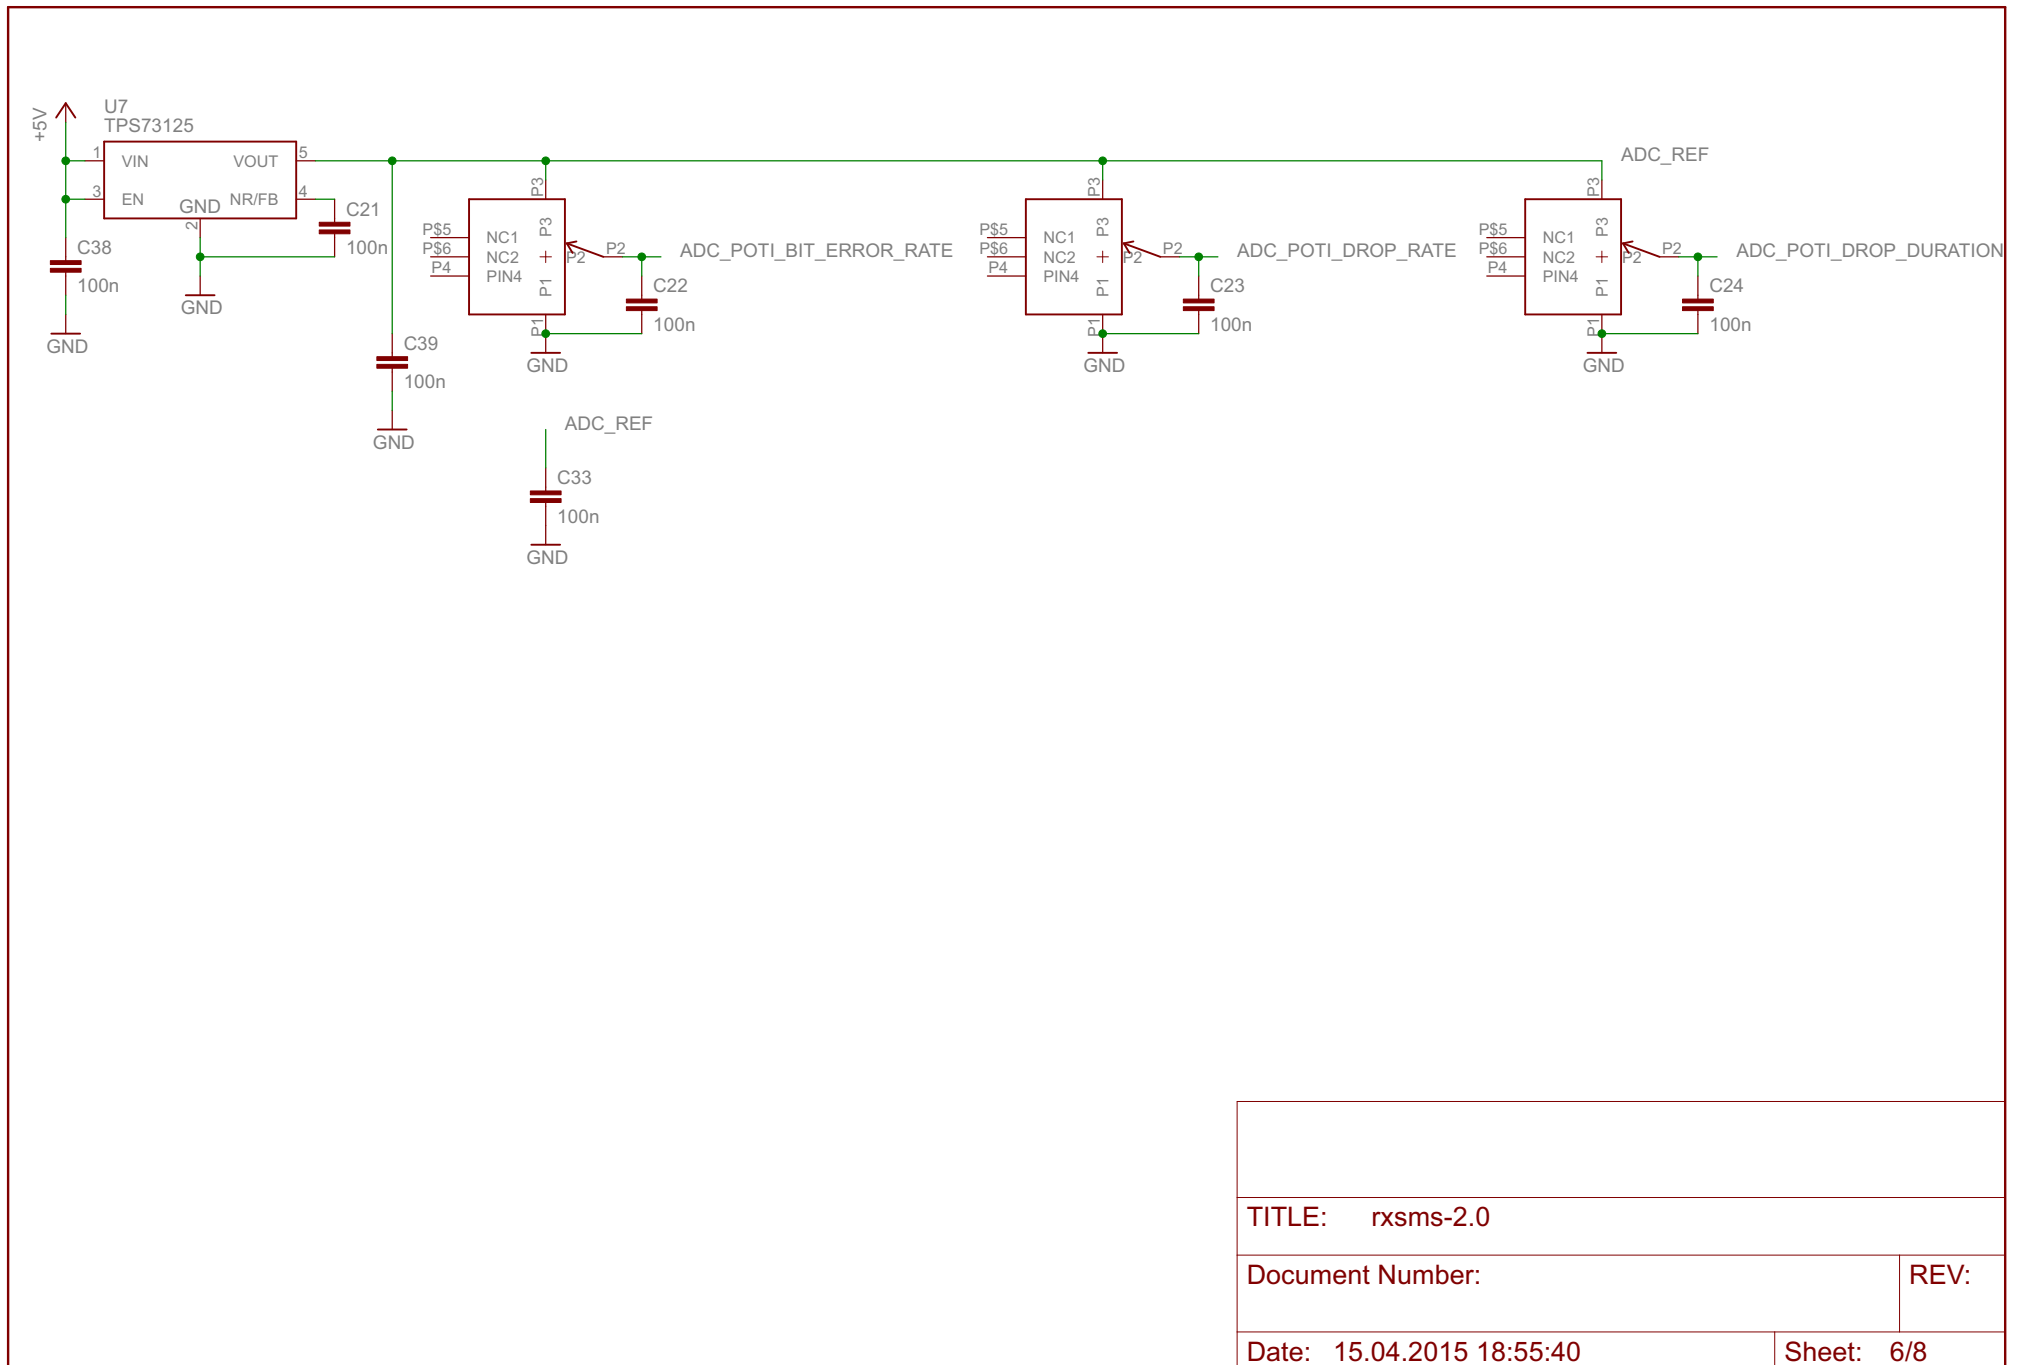 +5V
U7
TPS73125
1
VIN
VOUT
5
3
EN
GND
NR/FB
4
2
C38
100n
GND
GND
C21
100n
C39
100n
GND
P3
P$5
P$6
P4
NC1
NC2
PIN4
P3
+
P1
P2
P2
P1
ADC_POTI_BIT_ERROR_RATE
C22
100n
GND
ADC_REF
C33
100n
GND
P3
P$5
P$6
P4
NC1
NC2
PIN4
P3
+
P1
P2
P2
P1
ADC_POTI_DROP_RATE
C23
100n
GND
ADC_REF
P3
P$5
P$6
P4
NC1
NC2
PIN4
P3
+
P1
P2
P2
P1
ADC_POTI_DROP_DURATION
C24
100n
GND
TITLE: rxsms-2.0
Document Number:
REV:
Date: 15.04.2015 18:55:40
Sheet: 6/8